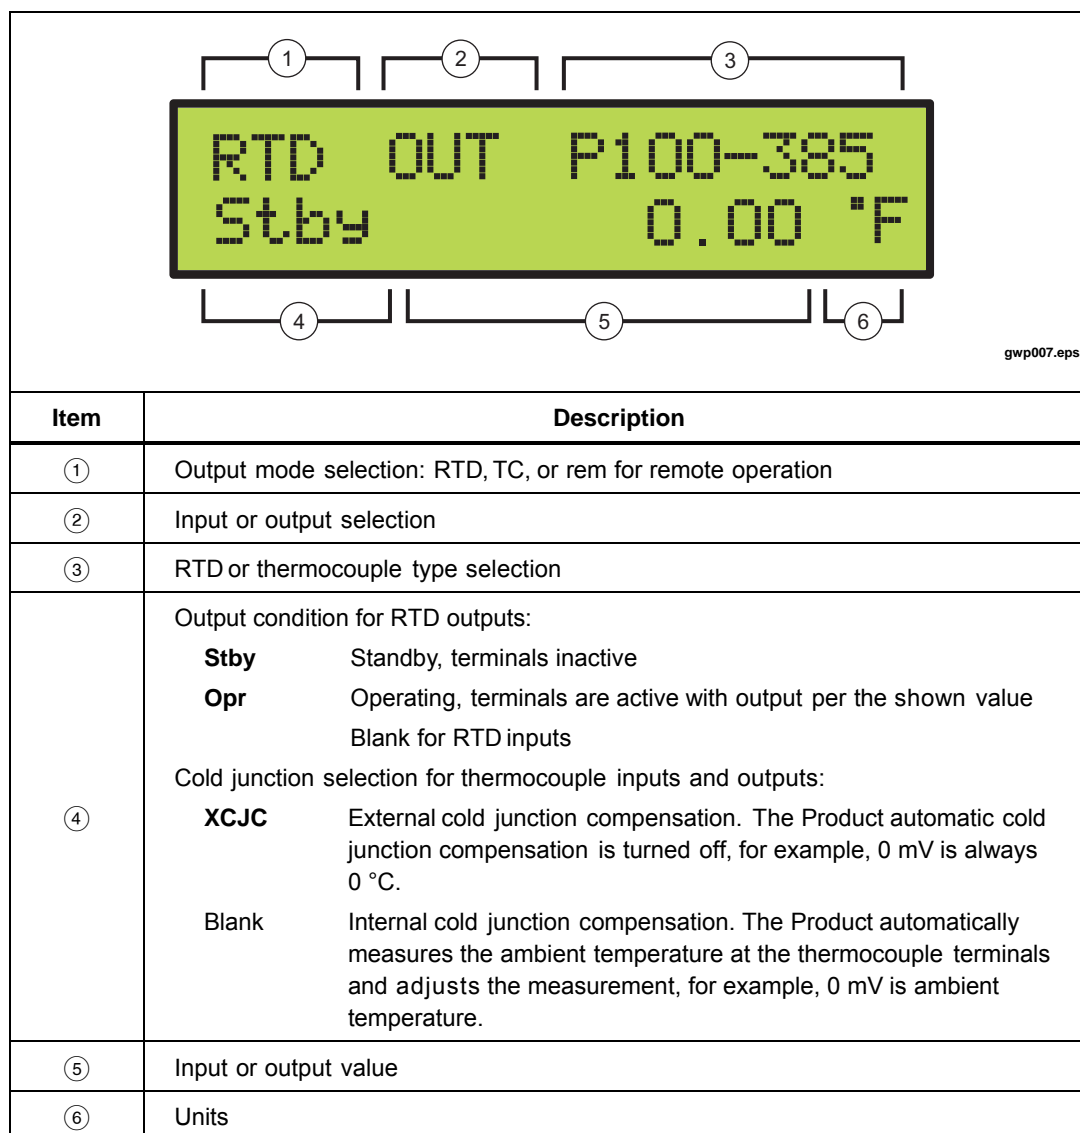 1 2 3
RTD OUT P100-385
Stby 0.00 °F
4 5 6
gwp007.eps
Item Description
1 Output mode selection: RTD, TC, or rem for remote operation
2 Input or output selection
3 RTD or thermocouple type selection
4
Output condition for RTD outputs:
Stby Standby, terminals inactive
Opr Operating, terminals are active with output per the shown value
Blank for RTD inputs
Cold junction selection for thermocouple inputs and outputs:
XCJC External cold junction compensation. The Product automatic cold
junction compensation is turned off, for example, 0 mV is always
0 °C.
Blank Internal cold junction compensation. The Product automatically
measures the ambient temperature at the thermocouple terminals
and adjusts the measurement, for example, 0 mV is ambient
temperature.
5 Input or output value
6 Units